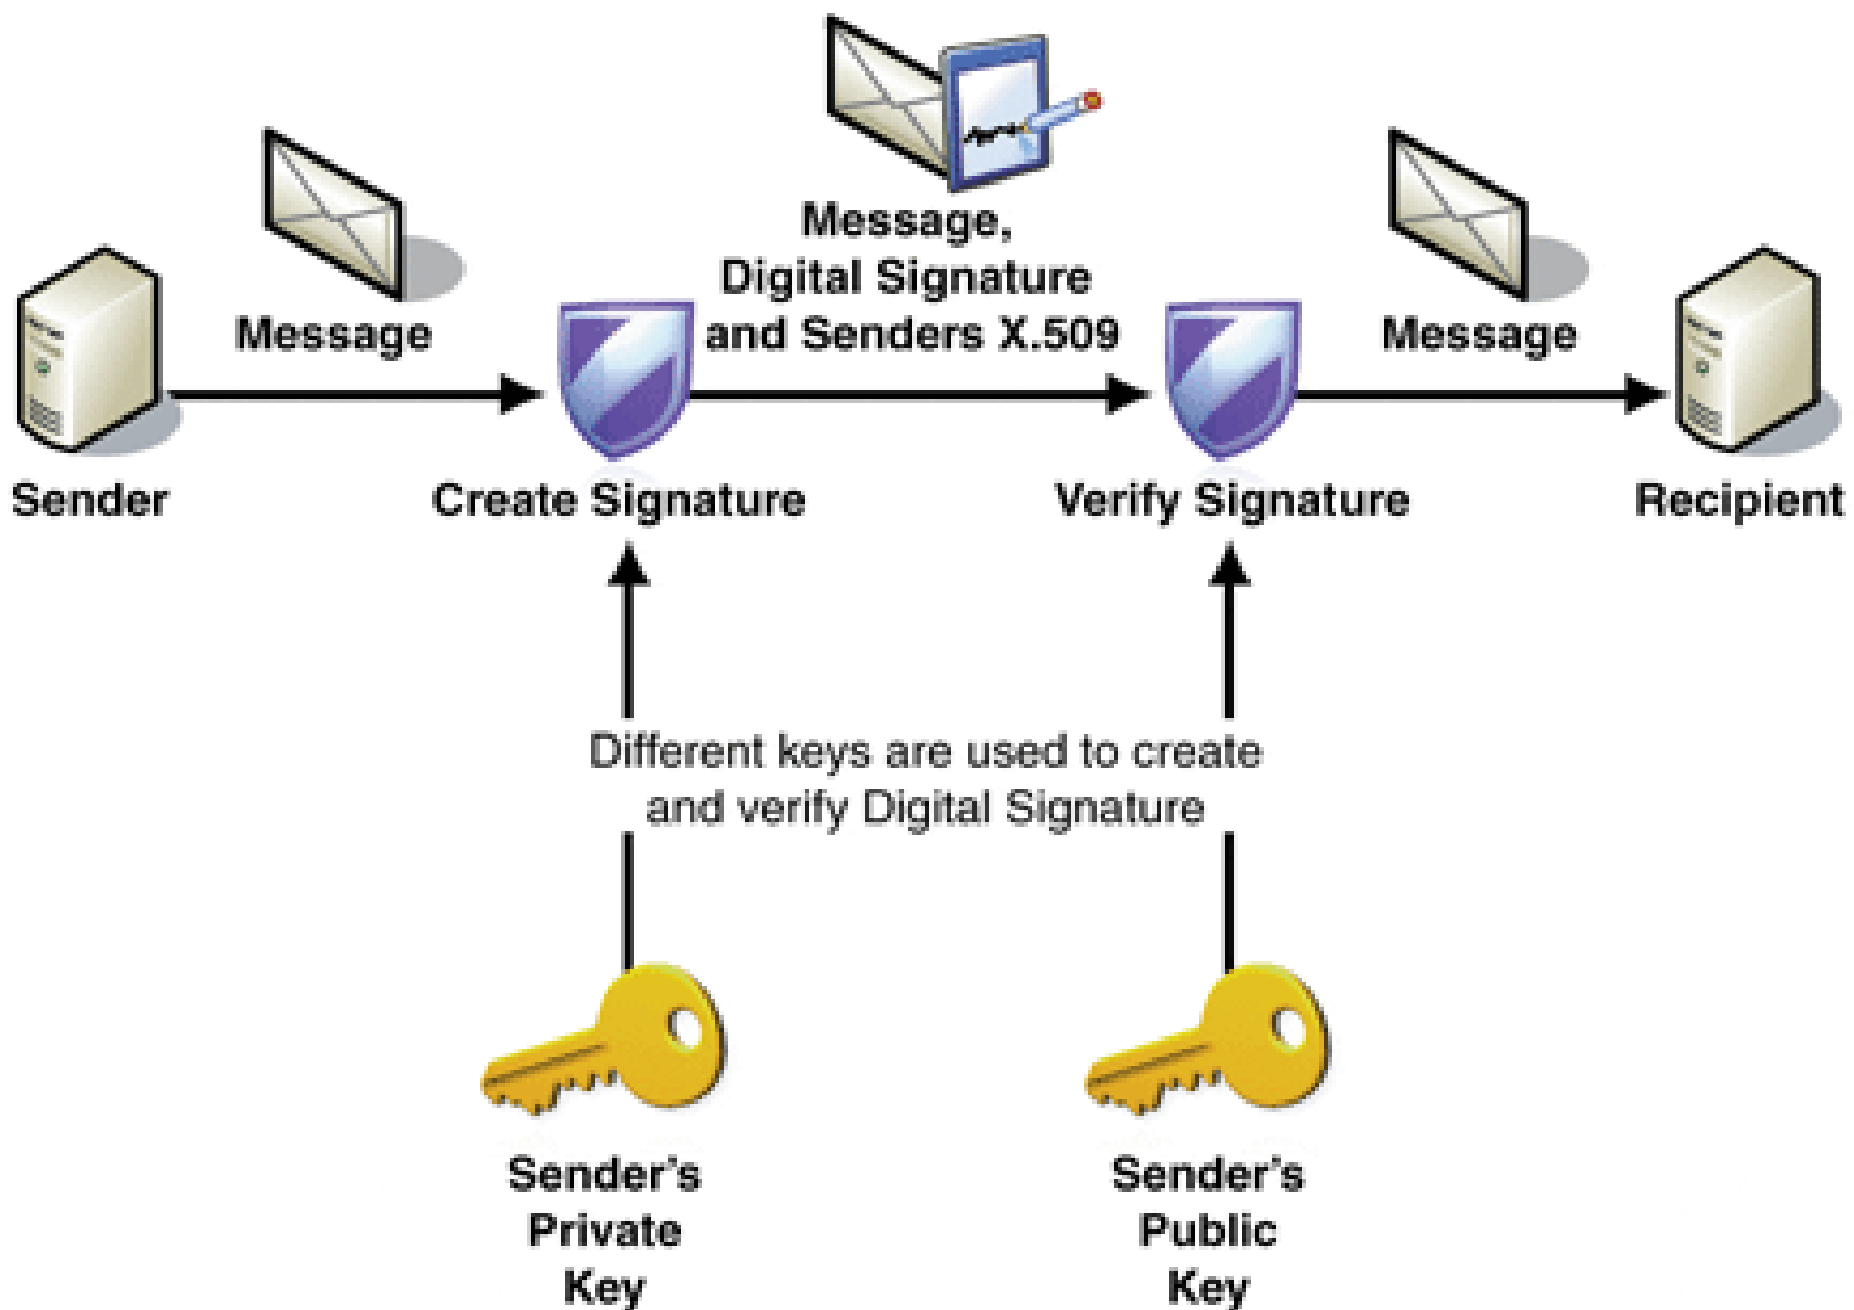 Message,
Digital Signature
and Senders X.509
Message
Message
Sender
Create Signature
Verify Signature
Recipient
Different keys are used to create
and verify Digital Signature
Sender's
Private
Key
Sender's
Public
Key